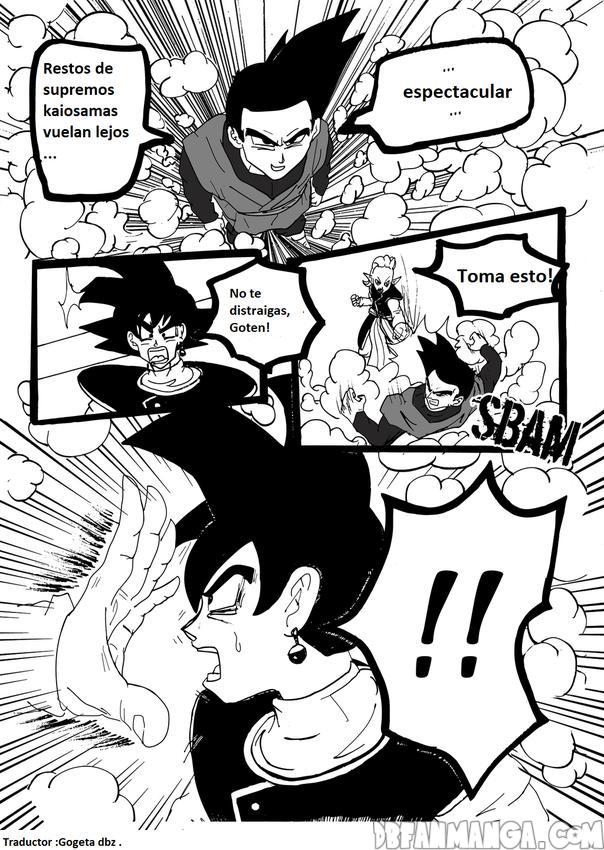 Restos de
supremos
kaiosamas
vuelan lejos
...
...
espectacular
...
No te
distraigas,
Goten!
Toma esto!
SBAM
!!
Traductor :Gogeta dbz .
DBFANMANGA.COM